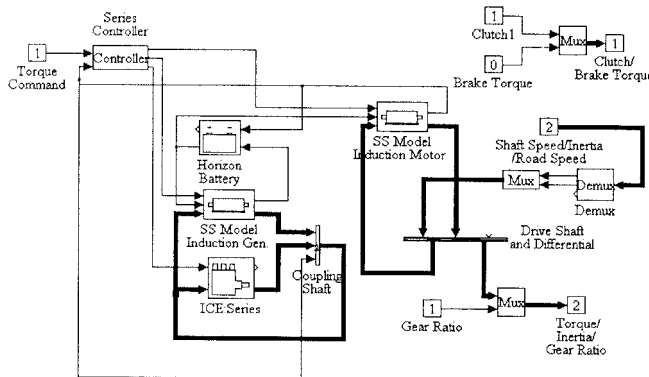 Series
Controller
1
Torque
Command
Controller
Horizon
Battery
SS Model
Induction Gen.
ICE Series
Coupling
Shaft
SS Model
Induction Motor
1
Clutch1
0
Brake Torque
Mux
1
Clutch/
Brake Torque
2
Shaft Speed/Inertia
/Road Speed
Mux
Demux
Demux
Drive Shaft
and Differential
1
Gear Ratio
Mux
2
Torque/
Inertia/
Gear Ratio